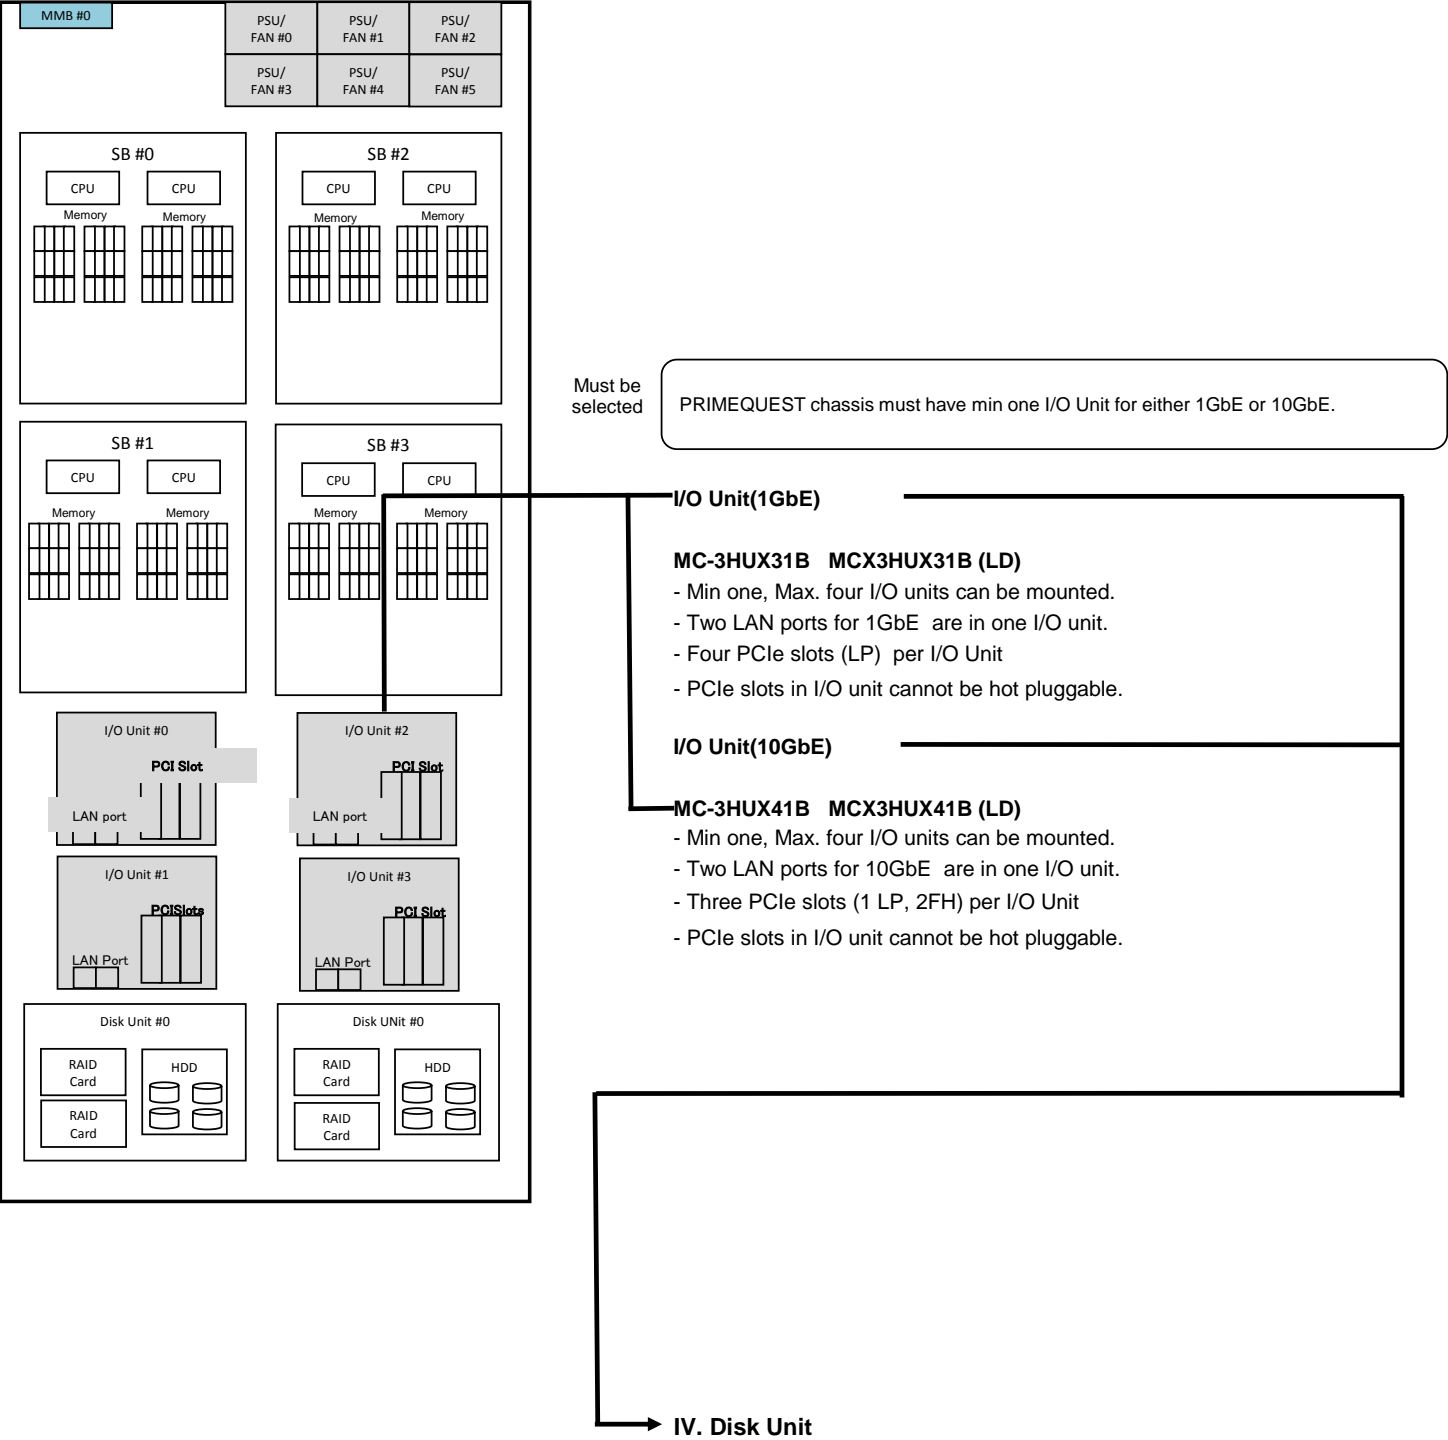 MMB #0
PSU/
FAN #0
PSU/
FAN #1
PSU/
FAN #2
PSU/
FAN #3
PSU/
FAN #4
PSU/
FAN #5
SB #0
CPU
CPU
Memory
Memory
SB #2
CPU
CPU
Memory
Memory
SB #1
CPU
CPU
Memory
Memory
SB #3
CPU
CPU
Memory
Memory
I/O Unit #0
PCI Slot
LAN port
I/O Unit #2
PCI Slot
LAN port
I/O Unit #1
PCISlots
LAN Port
I/O Unit #3
PCI Slot
LAN Port
Disk Unit #0
RAID
Card
RAID
Card
HDD
Disk UNit #0
RAID
Card
RAID
Card
HDD
Must be
selected
PRIMEQUEST chassis must have min one I/O Unit for either 1GbE or 10GbE.
I/O Unit(1GbE)
MC-3HUX31B MCX3HUX31B (LD)
- Min one, Max. four I/O units can be mounted.
- Two LAN ports for 1GbE are in one I/O unit.
- Four PCIe slots (LP) per I/O Unit
- PCIe slots in I/O unit cannot be hot pluggable.
I/O Unit(10GbE)
MC-3HUX41B MCX3HUX41B (LD)
- Min one, Max. four I/O units can be mounted.
- Two LAN ports for 10GbE are in one I/O unit.
- Three PCIe slots (1 LP, 2FH) per I/O Unit
- PCIe slots in I/O unit cannot be hot pluggable.
IV. Disk Unit